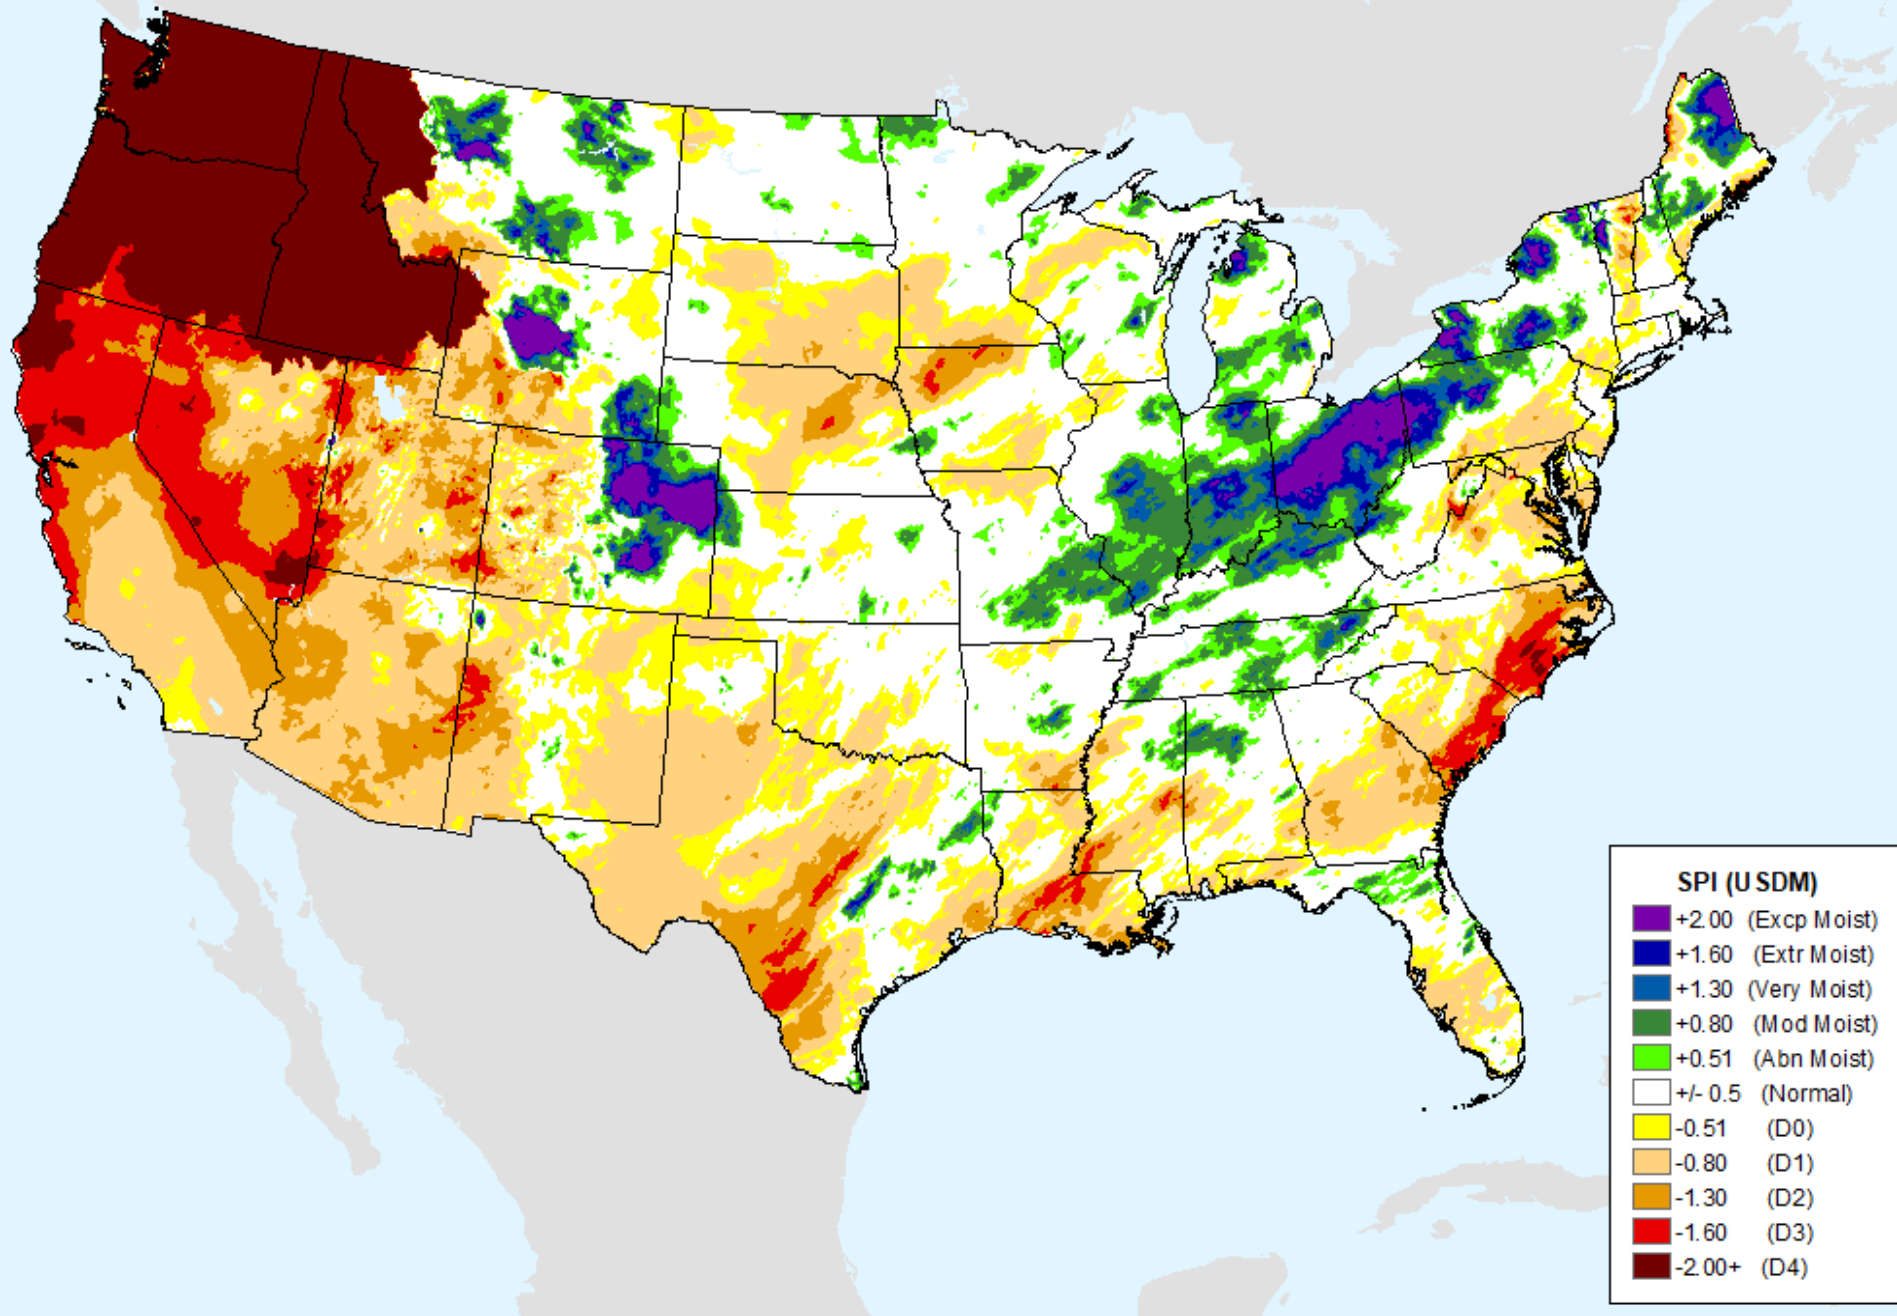 SPI (USDM)
+2.00 (Excp Moist)
+1.60 (Extr Moist)
+1.30 (Very Moist)
+0.80 (Mod Moist)
+0.51 (Abn Moist)
+/- 0.5 (Normal)
-0.51 (D0)
-0.80 (D1)
-1.30 (D2)
-1.60 (D3)
-2.00+ (D4)